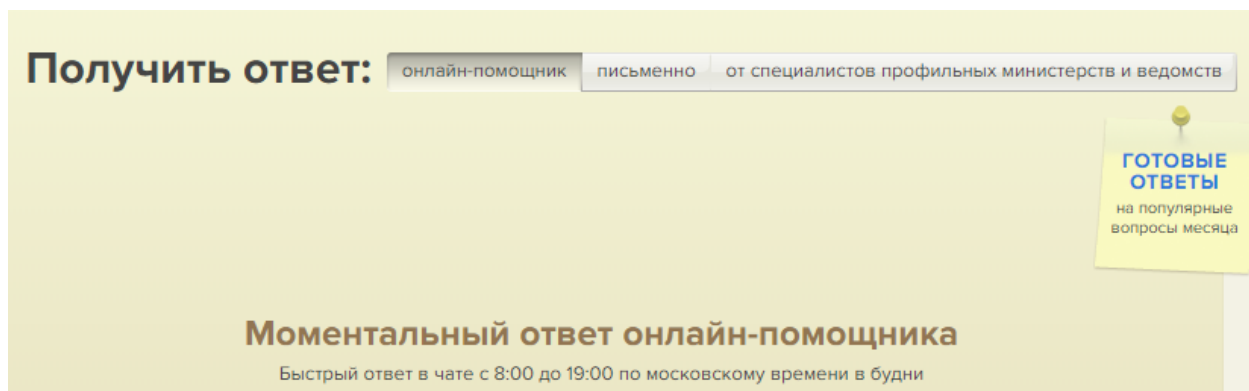 Получить ответ: онлайн-помощник письменно от специалистов профильных министерств и ведомств
ГОТОВЫЕ
ОТВЕТЫ
на популярные
вопросы месяца
Моментальный ответ онлайн-помощника
Быстрый ответ в чате с 8:00 до 19:00 по московскому времени в будни